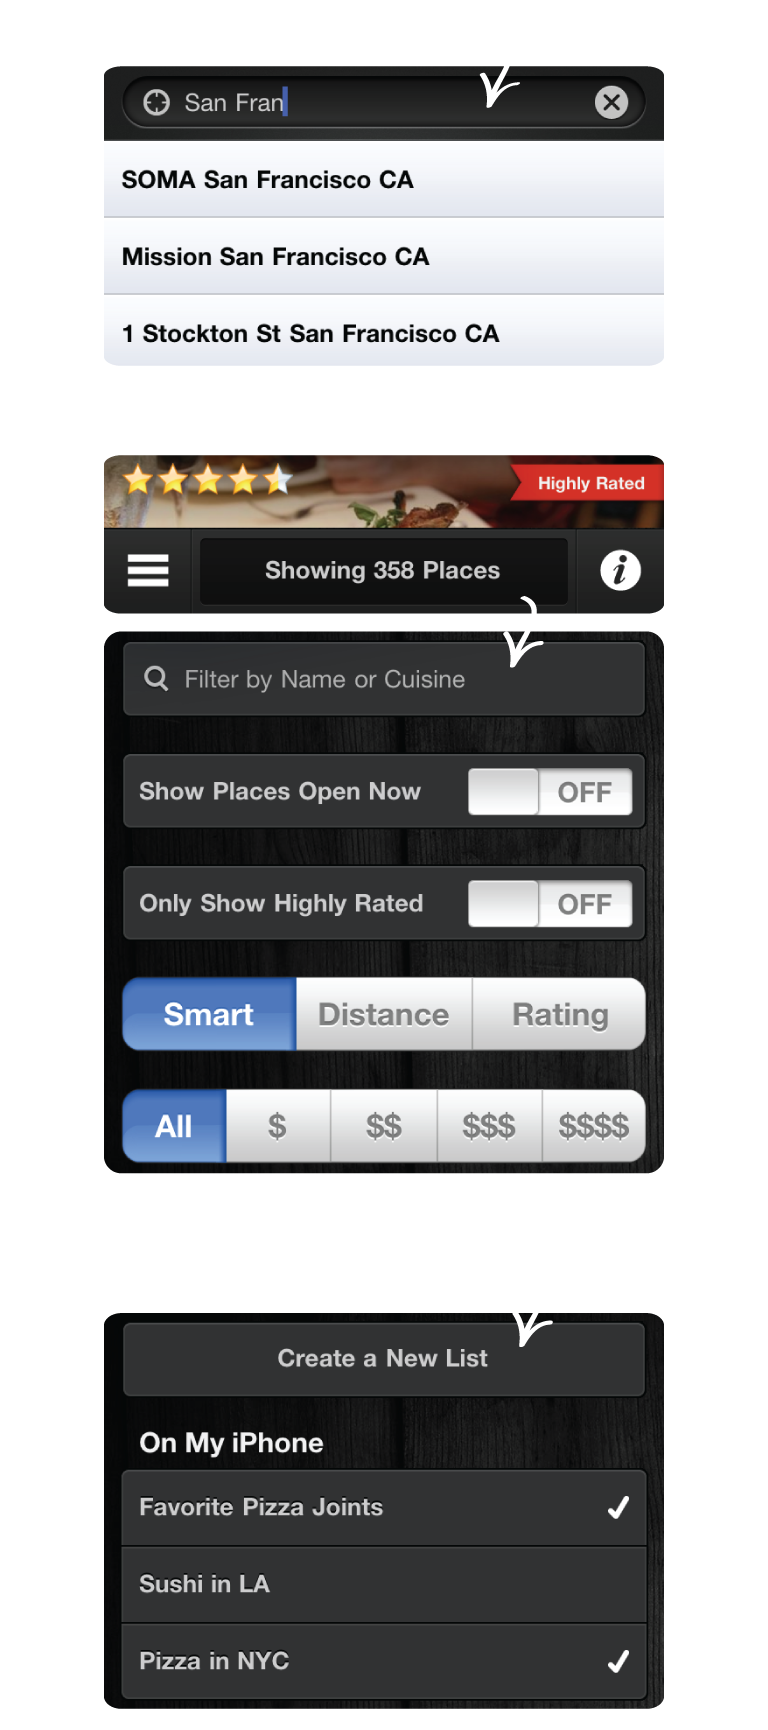 San Fran
SOMA San Francisco CA
Mission San Francisco CA
1 Stockton St San Francisco CA
Highly Rated
Showing 358 Places
i
Filter by Name or Cuisine
Show Places Open Now OFF
Only Show Highly Rated OFF
Smart Distance Rating
All $ $$ $$$ $$$$
Create a New List
On My iPhone
Favorite Pizza Joints
Sushi in LA
Pizza in NYC